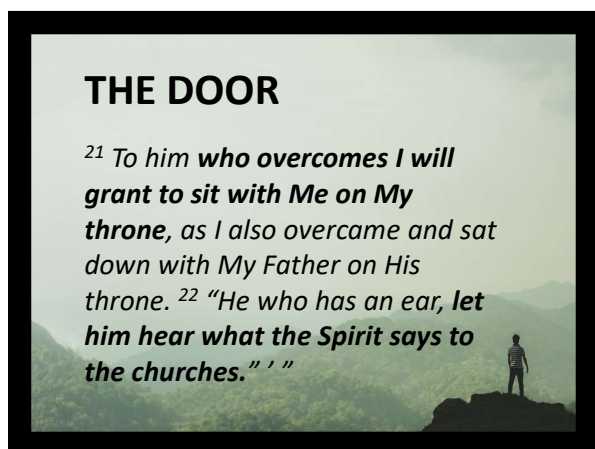 THE DOOR
21 To him who overcomes I will
grant to sit with Me on My
throne, as I also overcame and sat
down with My Father on His
throne. 22 “He who has an ear, let
him hear what the Spirit says to
the churches.” ’ ”